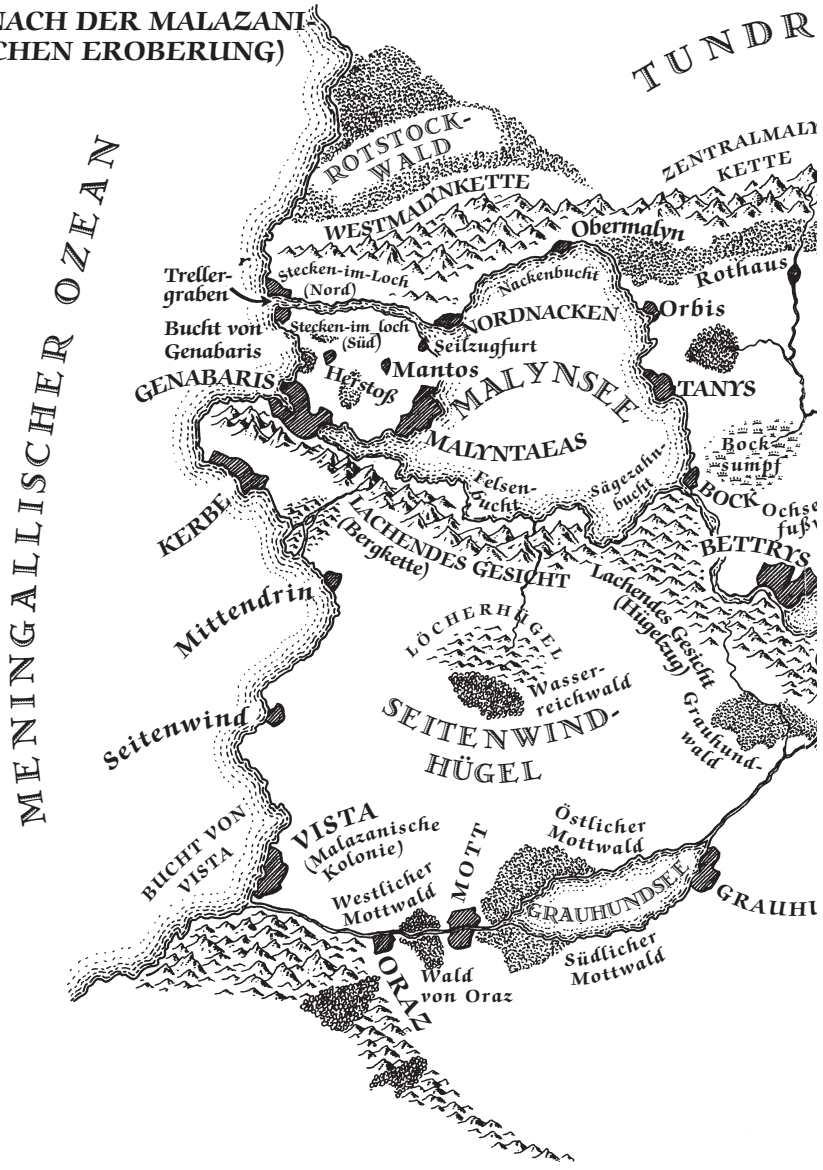 NACH DER MALAZANI-
CHEN EROBERUNG)
TUNDR
MENINGALLISCHER OZEAN
ROTSTOCK-
WALD
ZENTRALMALY
KETTE
WESTMALYNKETTE
Obermalyn
Rothaus
Treller-
graben
Stecken-im-Loch
(Nord)
Nackenbucht
NORDNACKEN
Orbis
Bucht von
Genabaris
Stecken-im loch
(Süd)
Seilzugfurt
Herstoß
Mantos
GENABARIS
MALYNSEE
TANYS
MALYNTAEAS
Bock-
sumpf
Felsen-
bucht
Sägezahn-
bucht
BOCK
Ochse
fußw
KERBE
LACHENDES GESICHT
(Bergkette)
BETTRYS
Mittendrin
Lachendes Gesicht
(Hügelzug)
LÖCHERHÜGEL
Wasser-
reichwald
Seitenwind
SEITENWIND-
HÜGEL
Grauhund-
wald
BUCHT VON
VISTA
VISTA
(Malazanische
Kolonie)
MOTT
Östlicher
Mottwald
Westlicher
Mottwald
GRAUHUNDSEE
GRAUHU
ORAZ
Wald
von Oraz
Südlicher
Mottwald